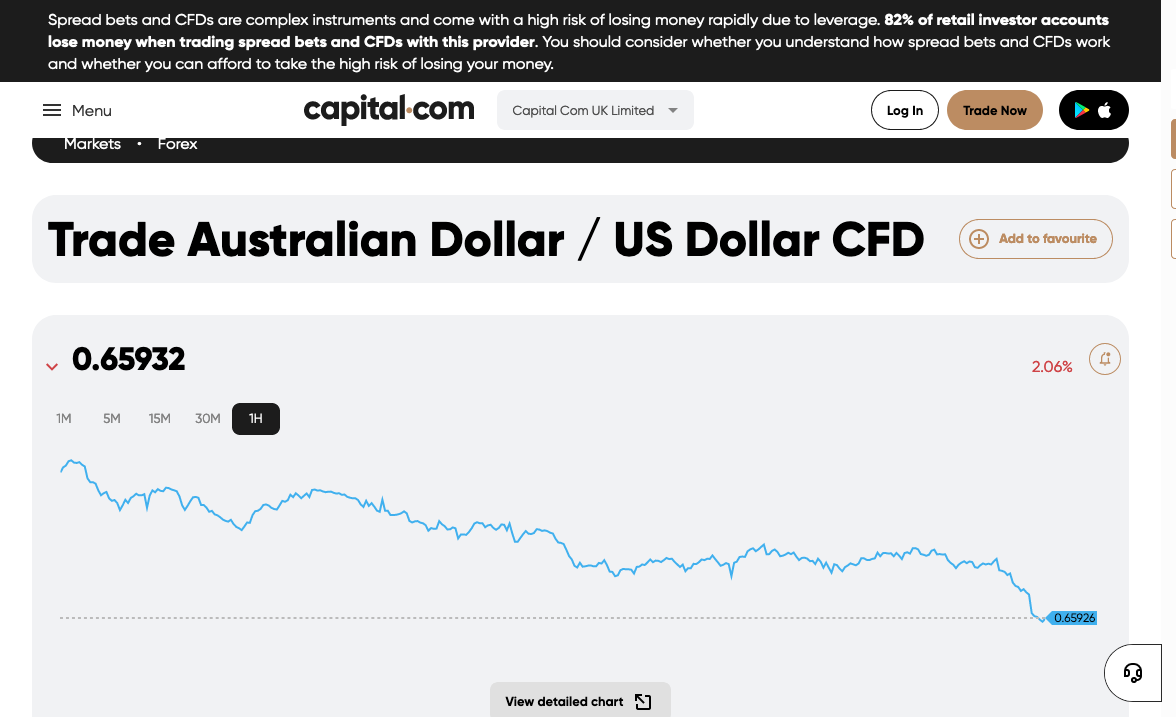 Spread bets and CFDs are complex instruments and come with a high risk of losing money rapidly due to leverage. 82% of retail investor accounts
lose money when trading spread bets and CFDs with this provider. You should consider whether you understand how spread bets and CFDs work
and whether you can afford to take the high risk of losing your money.
Menu
capital.com
Capital Com UK Limited
Log In
Trade Now
Markets • Forex
Trade Australian Dollar / US Dollar CFD
Add to favourite
0.65932
2.06%
1M 5M 15M 30M 1H
0.65926
View detailed chart